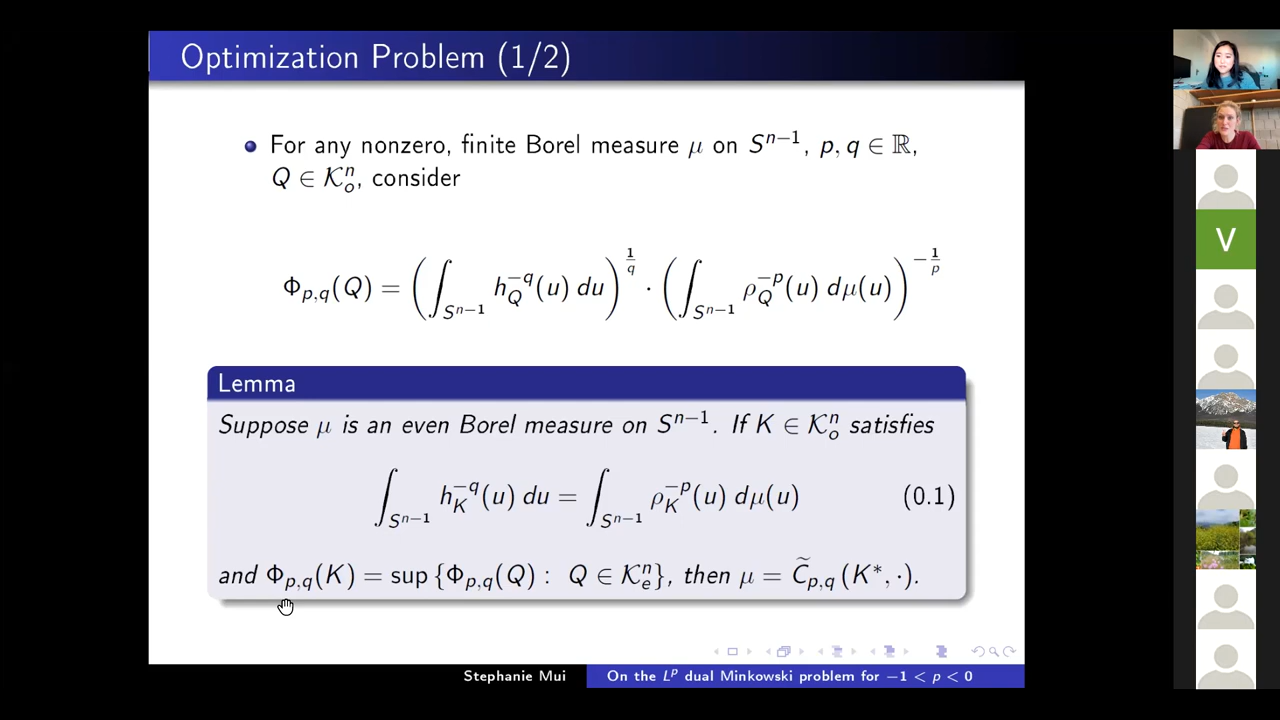 Optimization Problem (1/2)
For any nonzero, finite Borel measure μ on S^{n−1}, p, q ∈ ℝ,
Q ∈ 𝒦_o^n, consider
Φ_{p,q}(Q) = (∫_{S^{n−1}} h_Q^{−q}(u) du)^{1/q} · (∫_{S^{n−1}} ρ_Q^{−p}(u) dμ(u))^{−1/p}
Lemma
Suppose μ is an even Borel measure on S^{n−1}. If K ∈ 𝒦_o^n satisfies
∫_{S^{n−1}} h_K^{−q}(u) du = ∫_{S^{n−1}} ρ_K^{−p}(u) dμ(u) (0.1)
and Φ_{p,q}(K) = sup {Φ_{p,q}(Q) : Q ∈ 𝒦_e^n}, then μ = C̃_{p,q} (K*, ·).
Stephanie Mui On the L^p dual Minkowski problem for −1 < p < 0
V